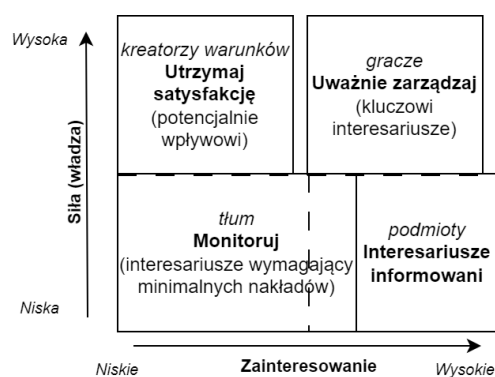 Wysoka
kreatorzy warunków
Utrzymaj
satysfakcję
(potencjalnie
wpływowi)
gracze
Uważnie zarządzaj
(kluczowi
interesariusze)
Siła (władza)
tłum
Monitoruj
(interesariusze wymagający
minimalnych nakładów)
podmioty
Interesariusze
informowani
Niska
Niskie
Zainteresowanie
Wysokie